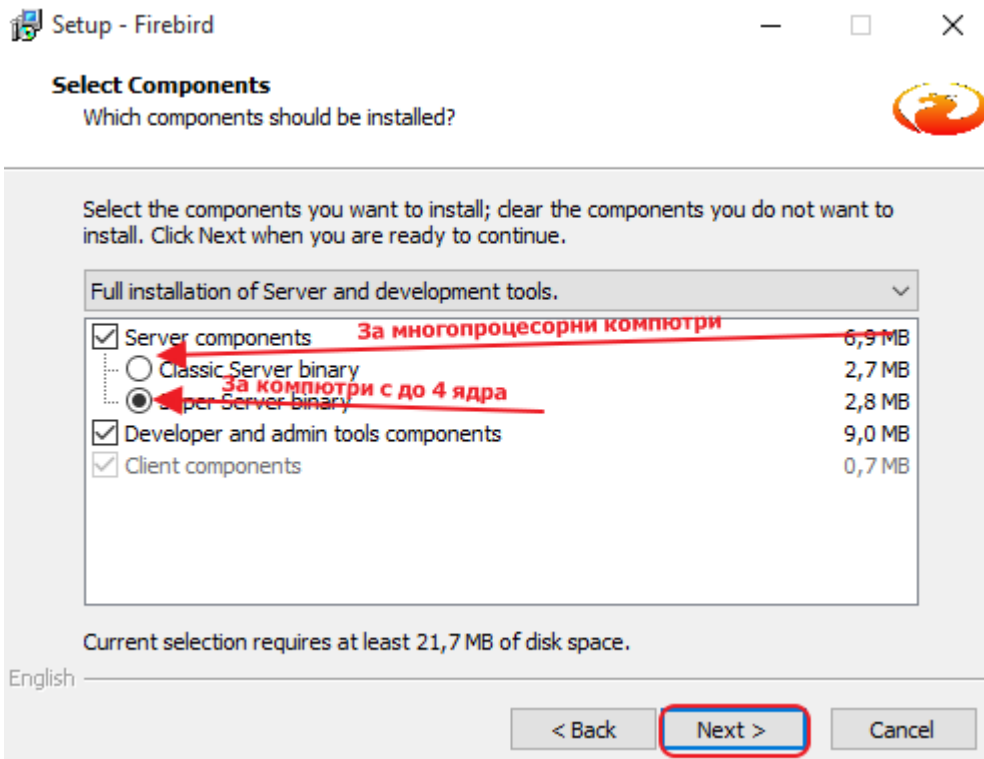 Setup - Firebird
Select Components
Which components should be installed?
Select the components you want to install; clear the components you do not want to
install. Click Next when you are ready to continue.
Full installation of Server and development tools.
За многопроцесорни компютри
Server components 6,9 MB
Classic Server binary 2,7 MB
За компютри с до 4 ядра
Super Server binary 2,8 MB
Developer and admin tools components 9,0 MB
Client components 0,7 MB
Current selection requires at least 21,7 MB of disk space.
English
< Back Next > Cancel